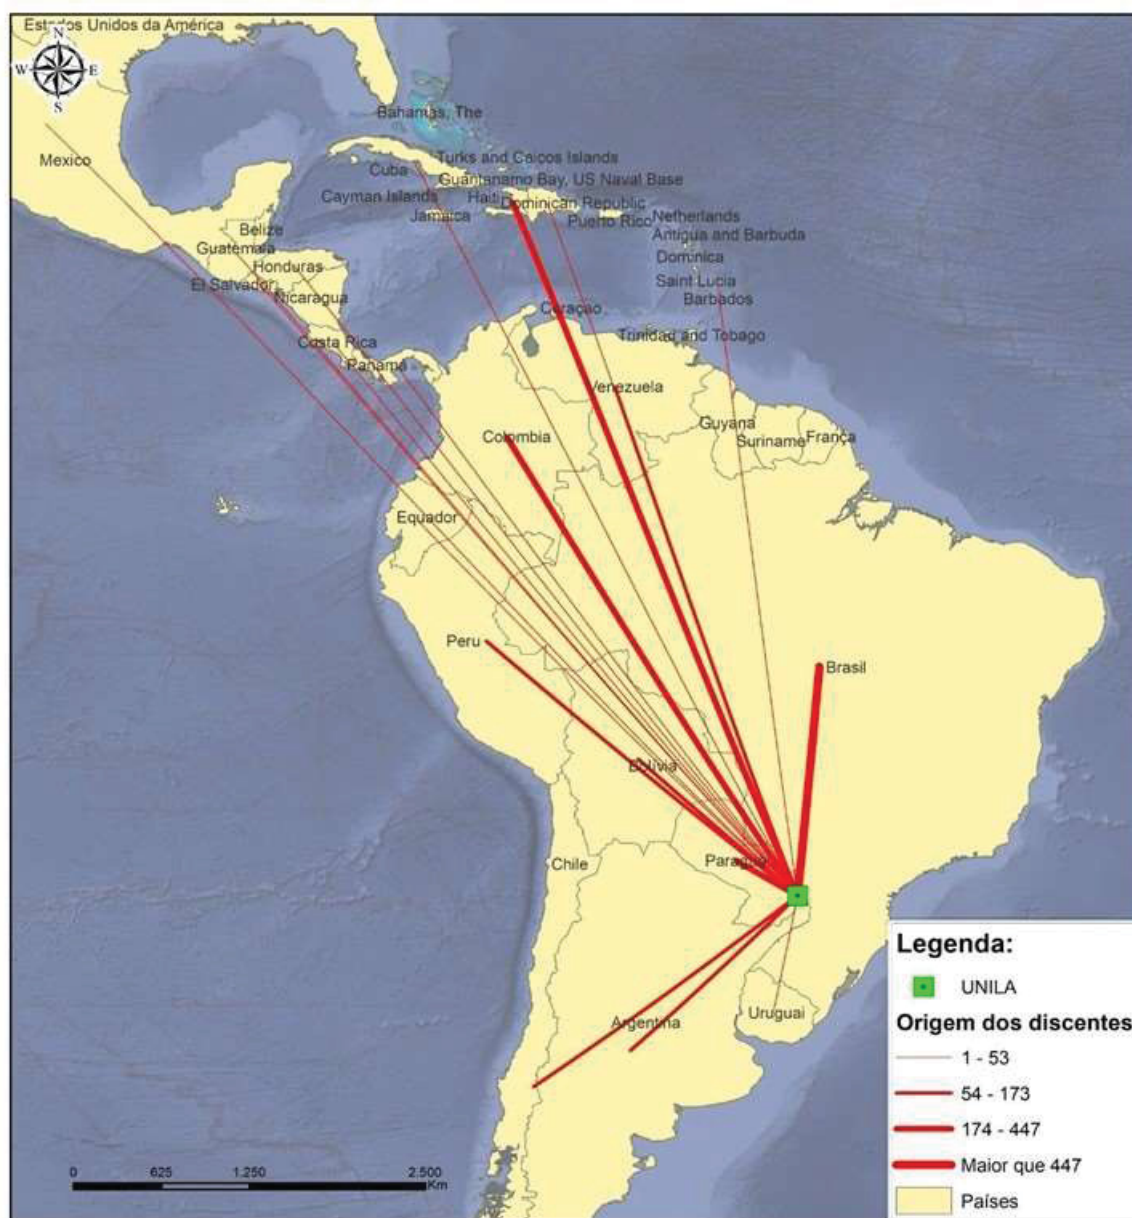 Estados Unidos da América
N
W E
S
Bahamas, The
Mexico
Turks and Caicos Islands
Cuba
Guantanamo Bay, US Naval Base
Cayman Islands
Haiti
Dominican Republic
Jamaica
Puerto Rico
Netherlands
Belize
Antigua and Barbuda
Guatemala
Dominica
Honduras
El Salvador
Saint Lucia
Nicaragua
Barbados
Curaçao
Costa Rica
Trinidad and Tobago
Panamá
Venezuela
Guyana
Colombia
Suriname
França
Equador
Peru
Brasil
Bolívia
Paraguai
Chile
Uruguai
Argentina
Legenda:
UNILA
Origem dos discentes
1 - 53
54 - 173
174 - 447
Maior que 447
Países
0 625 1.250 2.500
Km